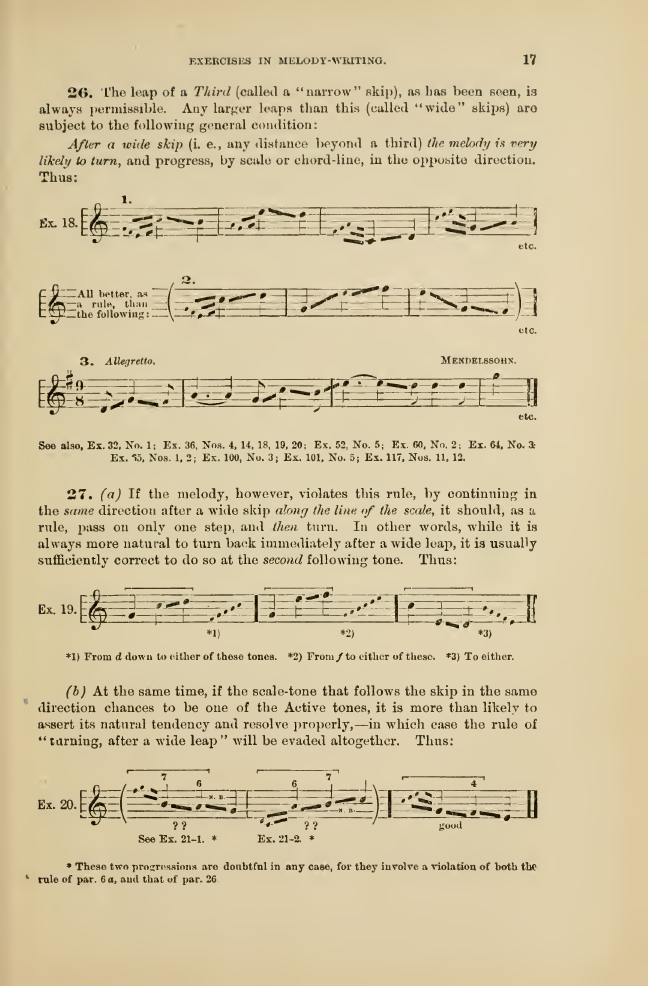 EXERCISES IN MELODY-WRITING. 17
26. The leap of a Third (called a “narrow” skip), as has been seen, is
always permissible. Any larger leaps than this (called “wide” skips) are
subject to the following general condition:
After a wide skip (i. e., any distance beyond a third) the melody is very
likely to turn, and progress, by scale or chord-line, in the opposite direction.
Thus:
1.
Ex. 18.
etc.
2.
All better, as
a rule, than
the following:
etc.
3. Allegretto. MENDELSSOHN.
9
8
etc.
See also, Ex. 32, No. 1; Ex. 36, Nos. 4, 14, 18, 19, 20; Ex. 52, No. 5; Ex. 60, No. 2; Ex. 64, No. 3;
Nos. 1, 2; Ex. 100, No. 3; Ex. 101, No. 5; Ex. 117, Nos. 11, 12.
27. (a) If the melody, however, violates this rule, by continuing in
the same direction after a wide skip along the line of the scale, it should, as a
rule, pass on only one step, and then turn. In other words, while it is
always more natural to turn back immediately after a wide leap, it is usually
sufficiently correct to do so at the second following tone. Thus:
Ex. 19.
*1) *2) *3)
*1) From d down to either of these tones. *2) From f to either of these. *3) To either.
(b) At the same time, if the scale-tone that follows the skip in the same
direction chances to be one of the Active tones, it is more than likely to
assert its natural tendency and resolve properly,—in which case the rule of
“turning, after a wide leap” will be evaded altogether. Thus:
7 6 N. B. 6 7 N. B. 4
Ex. 20.
? ? ? ? good
See Ex. 21-1. * Ex. 21-2. *
* These two progressions are doubtful in any case, for they involve a violation of both the
rule of par. 6 a, and that of par. 26